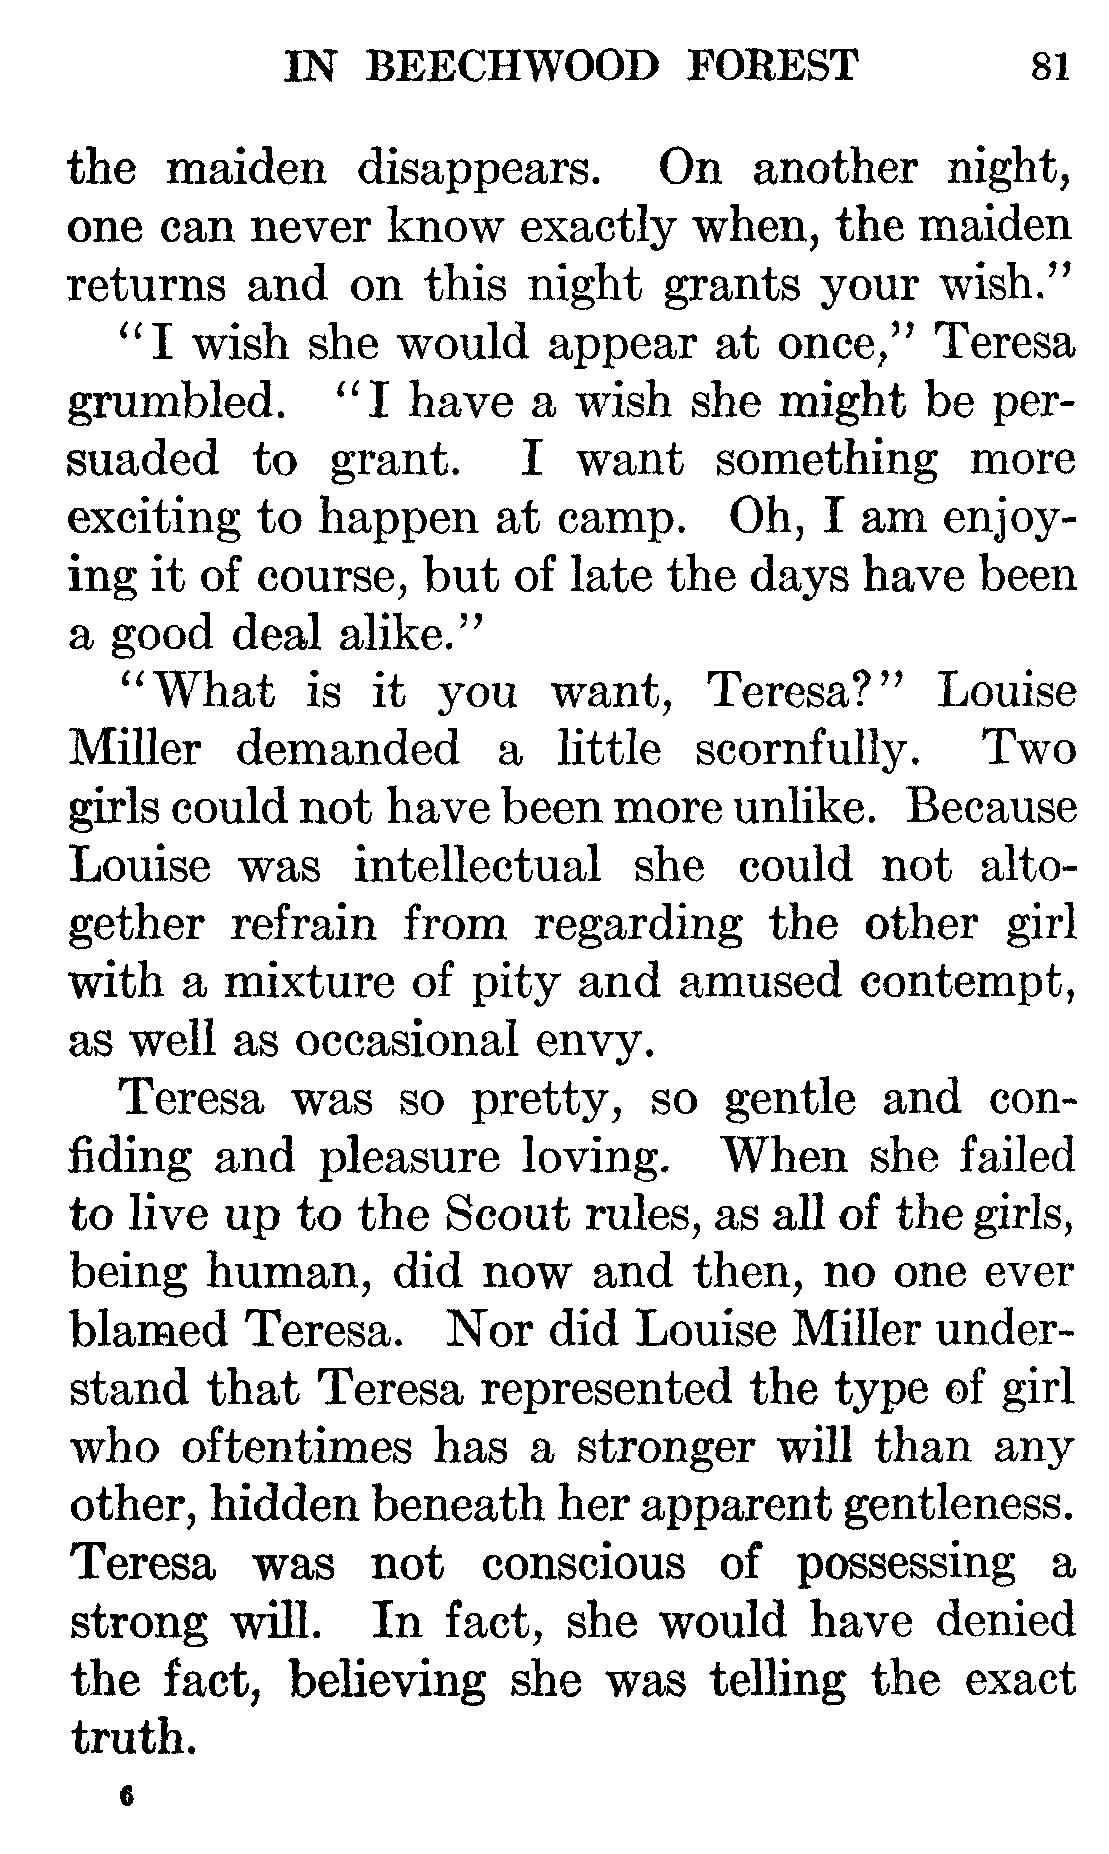 IN BEECHWOOD FOREST 81
the maiden disappears. On another night,
one can never know exactly when, the maiden
returns and on this night grants your wish."
"I wish she would appear at once," Teresa
grumbled. "I have a wish she might be per-
suaded to grant. I want something more
exciting to happen at camp. Oh, I am enjoy-
ing it of course, but of late the days have been
a good deal alike."
"What is it you want, Teresa?" Louise
Miller demanded a little scornfully. Two
girls could not have been more unlike. Because
Louise was intellectual she could not alto-
gether refrain from regarding the other girl
with a mixture of pity and amused contempt,
as well as occasional envy.
Teresa was so pretty, so gentle and con-
fiding and pleasure loving. When she failed
to live up to the Scout rules, as all of the girls,
being human, did now and then, no one ever
blamed Teresa. Nor did Louise Miller under-
stand that Teresa represented the type of girl
who oftentimes has a stronger will than any
other, hidden beneath her apparent gentleness.
Teresa was not conscious of possessing a
strong will. In fact, she would have denied
the fact, believing she was telling the exact
truth.
6